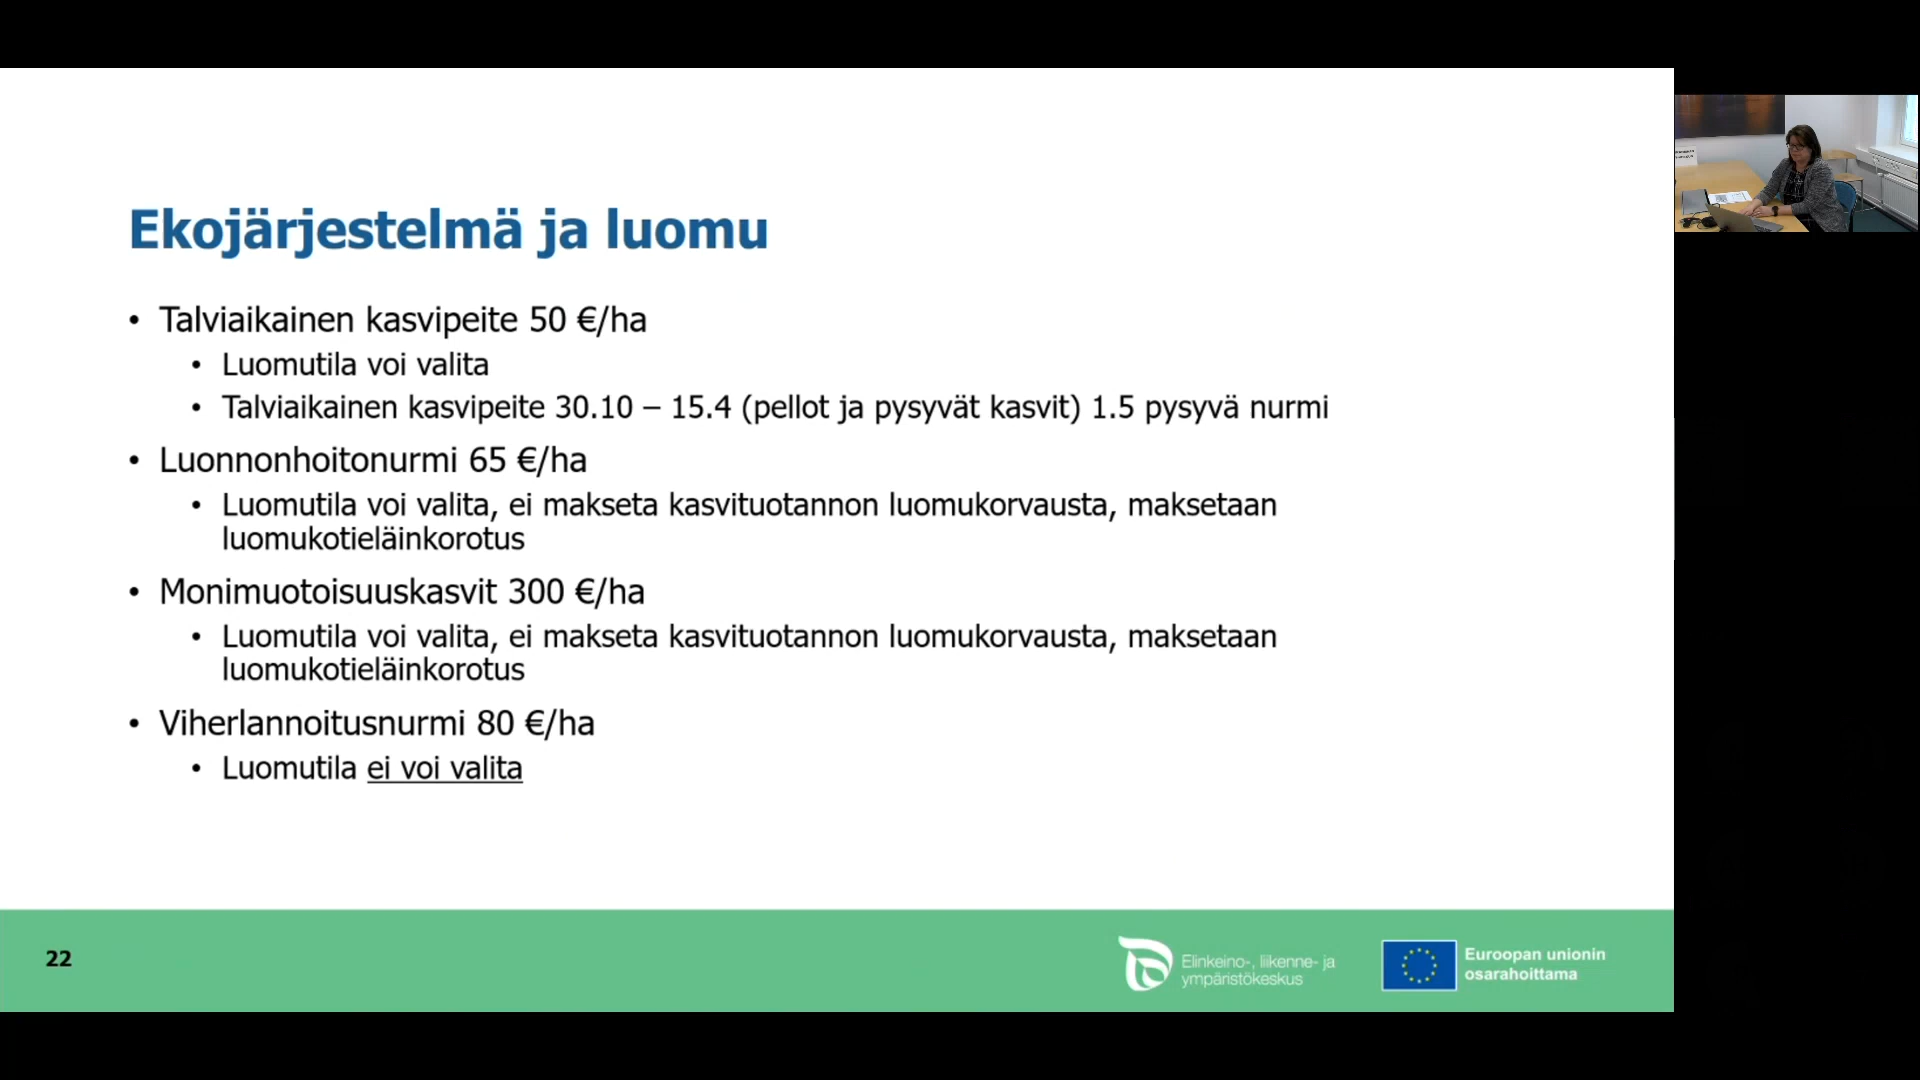 Ekojärjestelmä ja luomu
• Talviaikainen kasvipeite 50 €/ha
• Luomutila voi valita
• Talviaikainen kasvipeite 30.10 – 15.4 (pellot ja pysyvät kasvit) 1.5 pysyvä nurmi
• Luonnonhoitonurmi 65 €/ha
• Luomutila voi valita, ei makseta kasvituotannon luomukorvausta, maksetaan
luomukotieläinkorotus
• Monimuotoisuuskasvit 300 €/ha
• Luomutila voi valita, ei makseta kasvituotannon luomukorvausta, maksetaan
luomukotieläinkorotus
• Viherlannoitusnurmi 80 €/ha
• Luomutila ei voi valita
22
Elinkeino-, liikenne- ja
ympäristökeskus
Euroopan unionin
osarahoittama